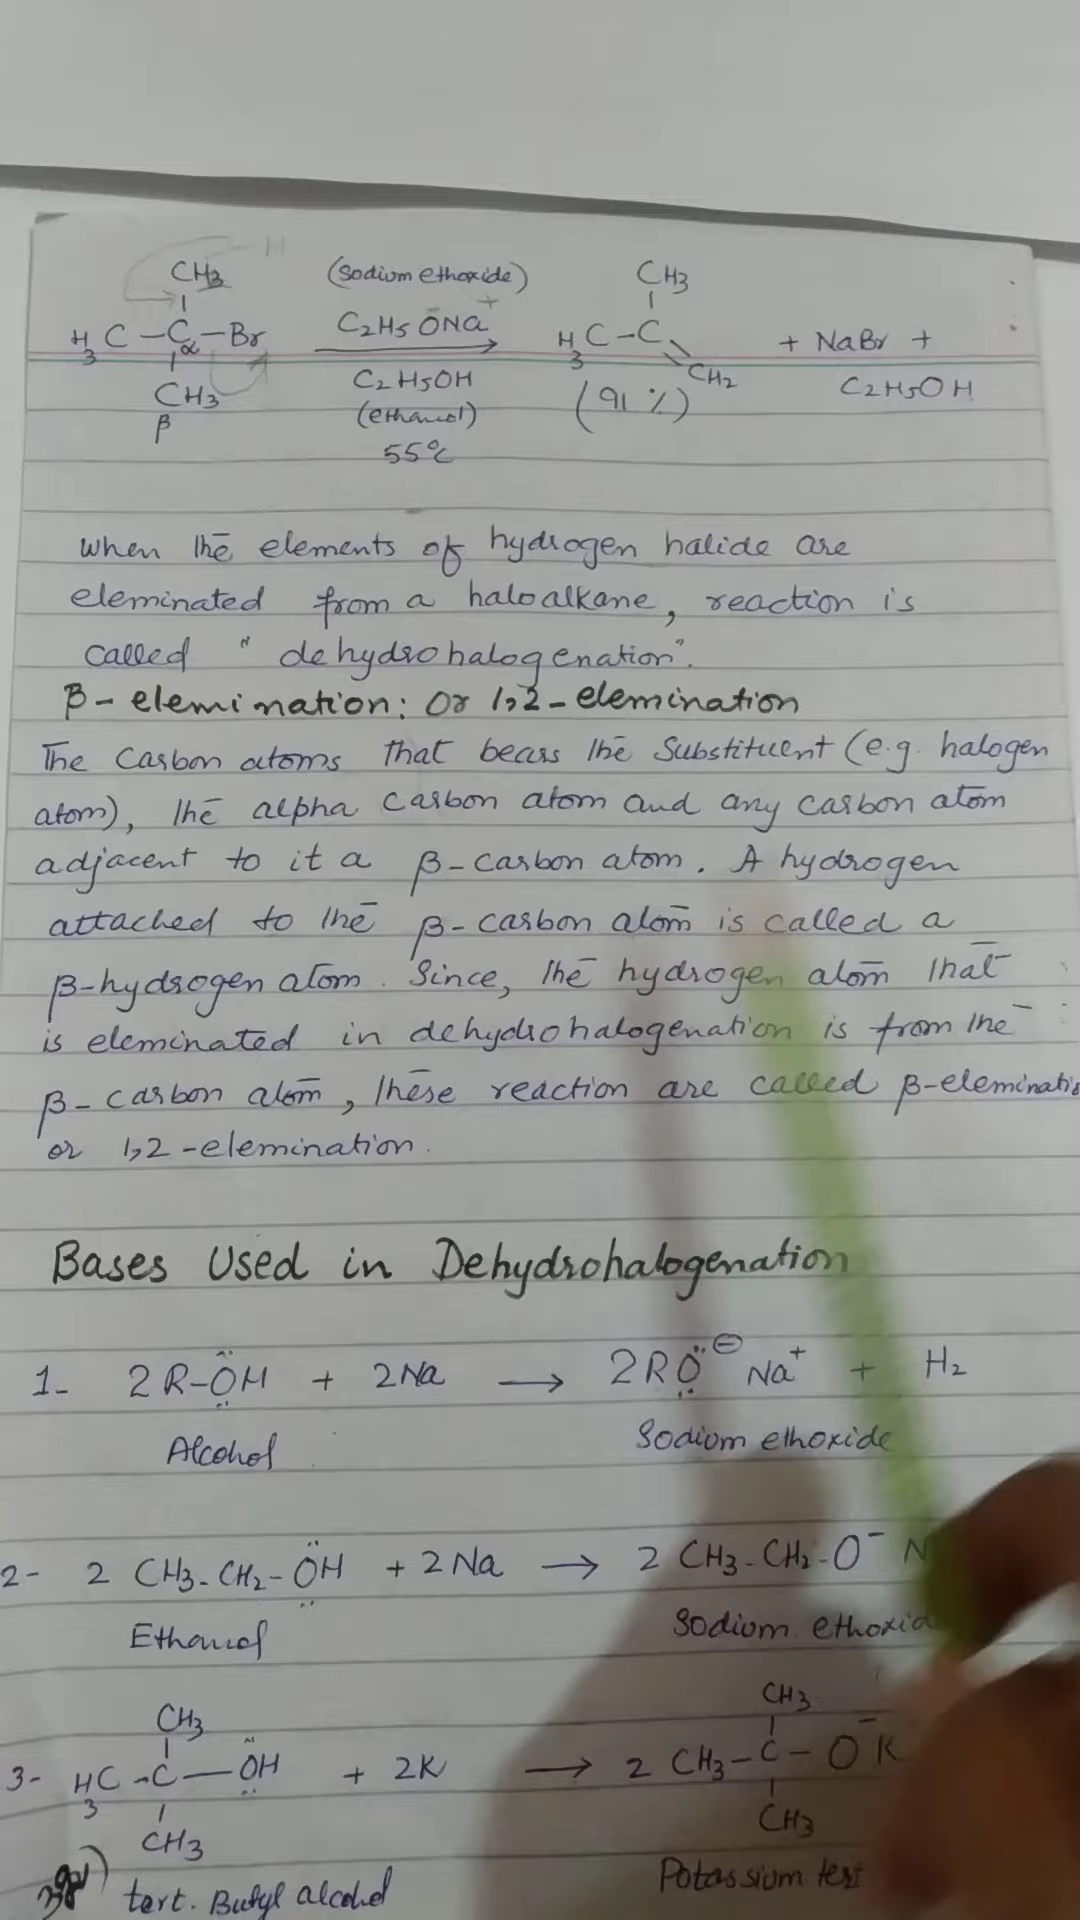 CH3 (Sodium ethoxide) CH3
H3C-Cα-Br C2H5ŌNa+ H3C-C + NaBr +
CH3 C2H5OH (91%) CH2 C2H5OH
β (ethanol)
55°C
When the elements of hydrogen halide are
eleminated from a haloalkane, reaction is
called "dehydrohalogenation".
β-elemination: Or 1,2-elemination
The carbon atoms that bears the Substituent (e.g. halogen
atom), the alpha carbon atom and any carbon atom
adjacent to it a β-carbon atom. A hydrogen
attached to the β-carbon atom is called a
β-hydrogen atom. Since, the hydrogen atom that
is eleminated in dehydrohalogenation is from the
β-carbon atom, these reaction are called β-eleminatio
or 1,2-elemination.
Bases Used in Dehydrohalogenation
1- 2R-ÖH + 2Na → 2RÖ⊖ Na+ + H2
Alcohol Sodium ethoxide
2- 2 CH3-CH2-ÖH + 2Na → 2 CH3-CH2-O- N
Ethanol Sodium ethoxid
CH3 CH3
3- H3C-C-ÖH + 2K → 2 CH3-C-O- K
CH3 CH3
tert. Butyl alcohol Potassium tert